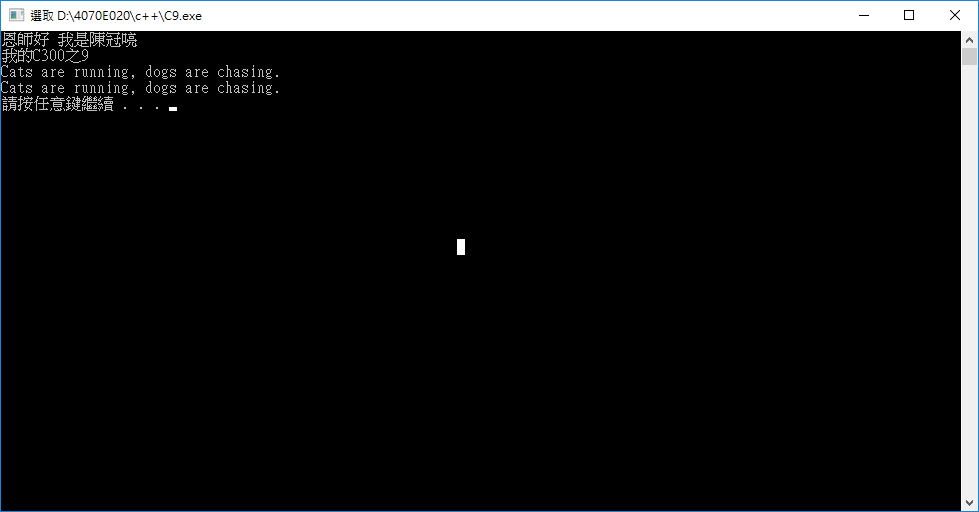 選取 D:\4070E020\c++\C9.exe
恩師好 我是陳冠喨
我的C300之9
Cats are running, dogs are chasing.
Cats are running, dogs are chasing.
請按任意鍵繼續 . . .